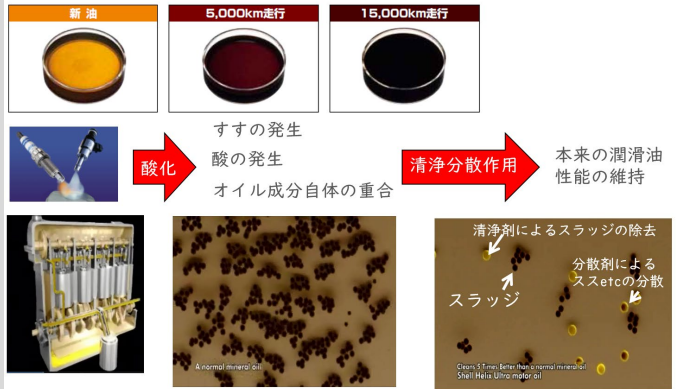 新 油
5,000km走行
15,000km走行
酸化
すすの発生
酸の発生
オイル成分自体の重合
清浄分散作用
本来の潤滑油
性能の維持
A normal mineral oil
清浄剤によるスラッジの除去
分散剤による
ススetcの分散
スラッジ
Cleans 5 Times Better than a normal mineral oil
Shell Helix Ultra motor oil